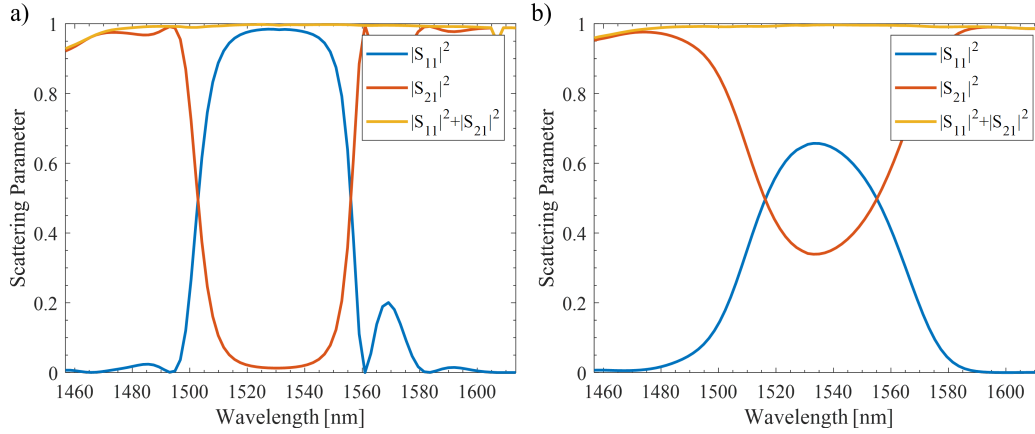 a)
1
0.8
0.6
0.4
0.2
0
Scattering Parameter
1460 1480 1500 1520 1540 1560 1580 1600
Wavelength [nm]
|S11|2
|S21|2
|S11|2+|S21|2
b)
1
0.8
0.6
0.4
0.2
0
Scattering Parameter
1460 1480 1500 1520 1540 1560 1580 1600
Wavelength [nm]
|S11|2
|S21|2
|S11|2+|S21|2